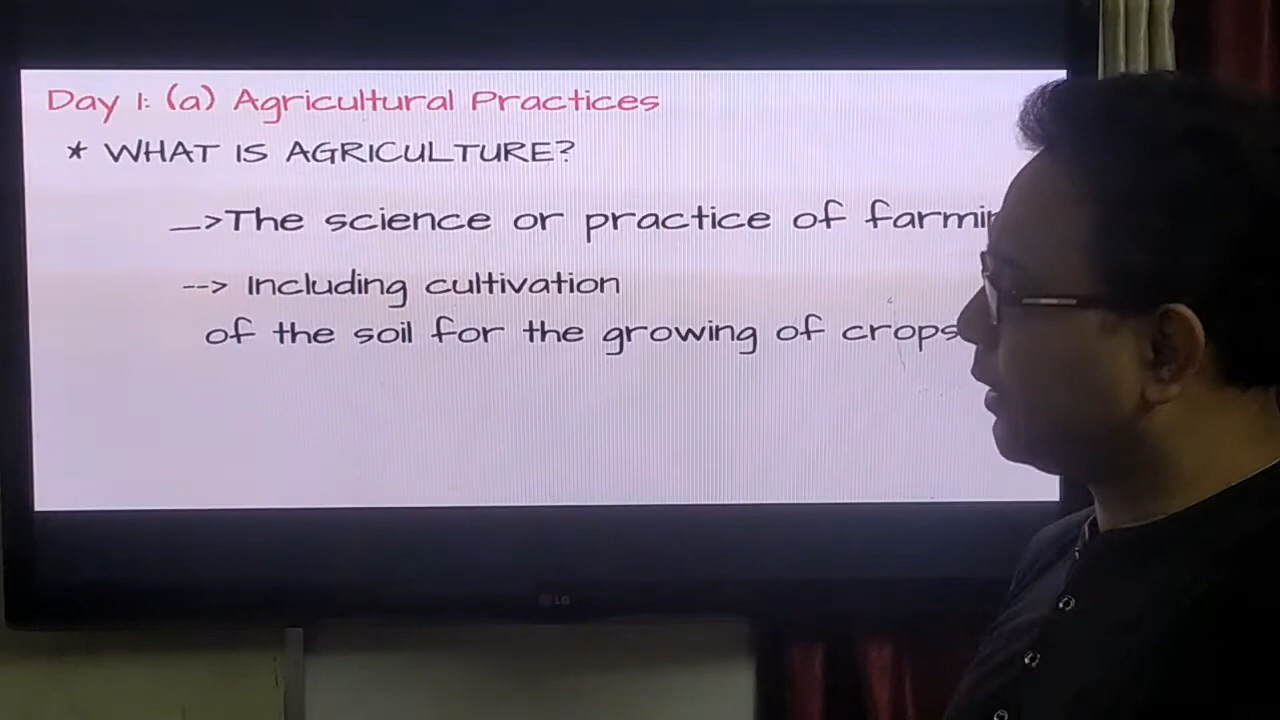 Day 1: (a) Agricultural Practices
* WHAT IS AGRICULTURE?
_>The science or practice of
--> Including cultivation
of the soil for the growing of crops
LG